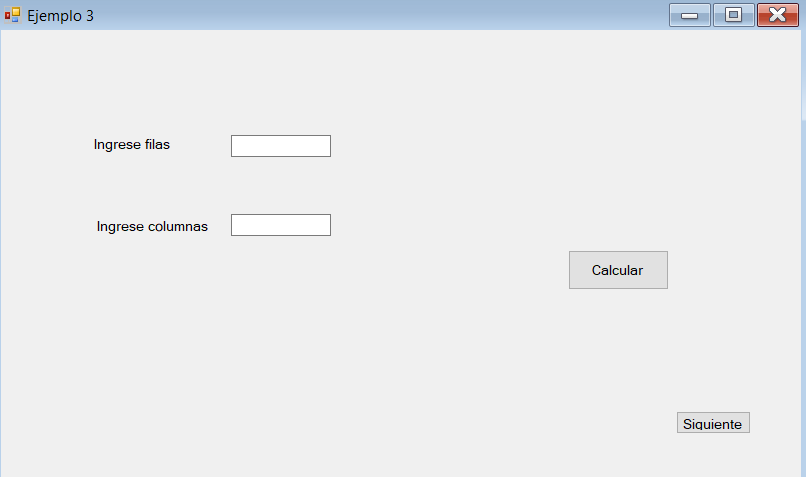 Ejemplo 3
Ingrese filas
Ingrese columnas
Calcular
Siguiente